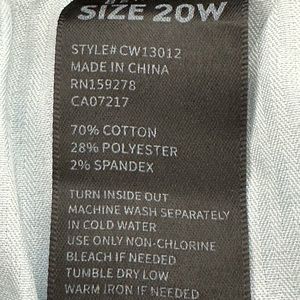 SIZE 20W
STYLE# CW13012
MADE IN CHINA
RN159278
CA07217
70% COTTON
28% POLYESTER
2% SPANDEX
TURN INSIDE OUT
MACHINE WASH SEPARATELY
IN COLD WATER
USE ONLY NON-CHLORINE
BLEACH IF NEEDED
TUMBLE DRY LOW
WARM IRON IF NEEDED